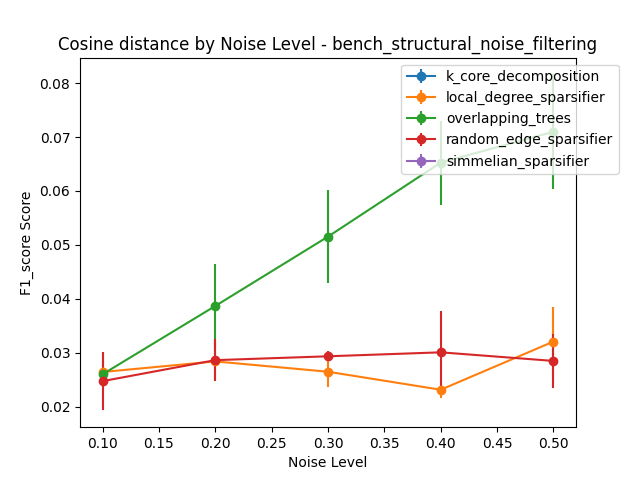 Cosine distance by Noise Level - bench_structural_noise_filtering
k_core_decomposition
local_degree_sparsifier
overlapping_trees
random_edge_sparsifier
simmelian_sparsifier
F1_score Score
0.08
0.07
0.06
0.05
0.04
0.03
0.02
0.10 0.15 0.20 0.25 0.30 0.35 0.40 0.45 0.50
Noise Level